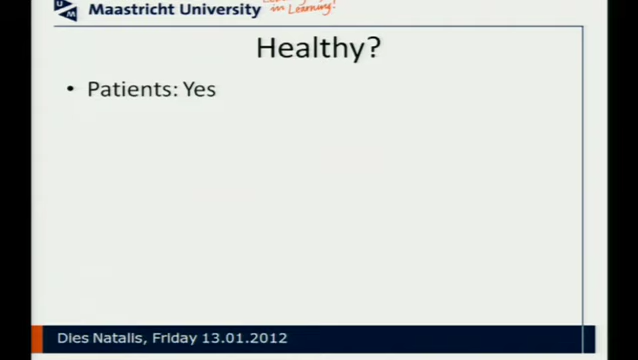 Maastricht University
in Learning!
Healthy?
• Patients: Yes
Dies Natalis, Friday 13.01.2012